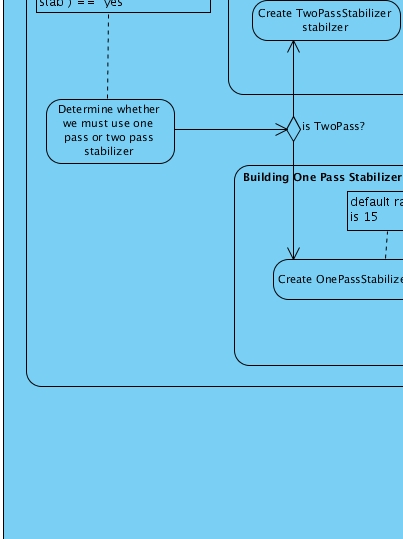 stab ) == yes
Create TwoPassStabilizer
stabilzer
Determine whether
we must use one
pass or two pass
stabilizer
is TwoPass?
Building One Pass Stabilizer
default ra
is 15
Create OnePassStabilize